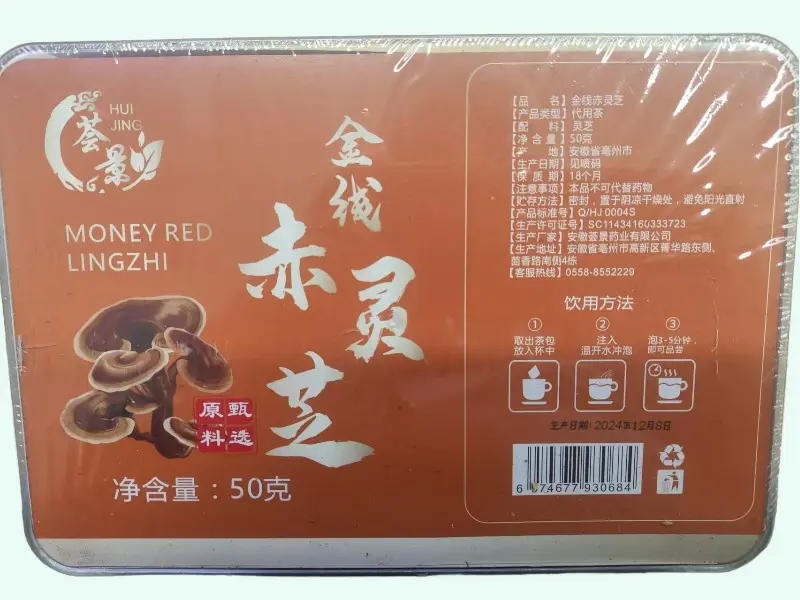 荟景
HUI
JING
MONEY RED
LINGZHI
金线
赤灵芝
甄选
原料
净含量：50克
【品 名】金线赤灵芝
【产品类型】代用茶
【配 料】灵芝
【净含量】50克
【产 地】安徽省亳州市
【生产日期】见喷码
【保质期】18个月
【注意事项】本品不可代替药物
【贮存方法】密封，置于阴凉干燥处，避免阳光直射
【产品标准号】Q/HJ 0004S
【生产许可证号】SC11434160333723
【生产厂家】安徽荟景药业有限公司
【生产地址】安徽省亳州市高新区菁华路东侧、
茴香路南侧4栋
【客服热线】0558-8552229
饮用方法
① ② ③
取出茶包 注入 泡3-5分钟，
放入杯中 温开水冲泡 即可品尝
生产日期：2024年12月8日
6 974677 930684